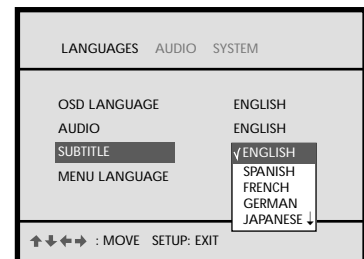 LANGUAGES AUDIO SYSTEM
OSD LANGUAGE ENGLISH
AUDIO ENGLISH
SUBTITLE √ ENGLISH
SPANISH
MENU LANGUAGE FRENCH
GERMAN
JAPANESE ↓
↑↓←→ : MOVE SETUP: EXIT